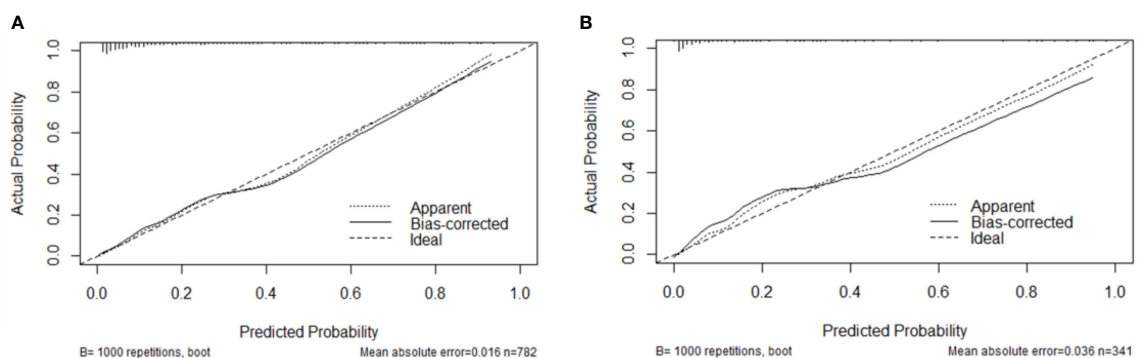 A
Actual Probability
1.0
0.8
0.6
0.4
0.2
0.0
Apparent
Bias-corrected
Ideal
0.0 0.2 0.4 0.6 0.8 1.0
Predicted Probability
B= 1000 repetitions, boot Mean absolute error=0.016 n=782
B
Actual Probability
1.0
0.8
0.6
0.4
0.2
0.0
Apparent
Bias-corrected
Ideal
0.0 0.2 0.4 0.6 0.8 1.0
Predicted Probability
B= 1000 repetitions, boot Mean absolute error=0.036 n=341